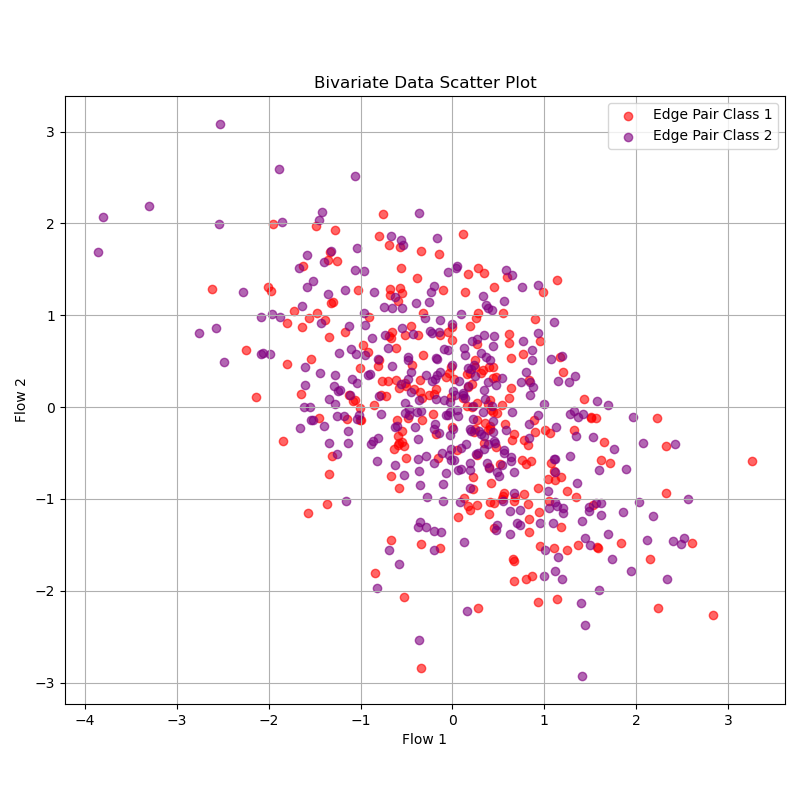 Bivariate Data Scatter Plot
Edge Pair Class 1
Edge Pair Class 2
3
2
1
0
−1
−2
−3
Flow 2
−4 −3 −2 −1 0 1 2 3
Flow 1